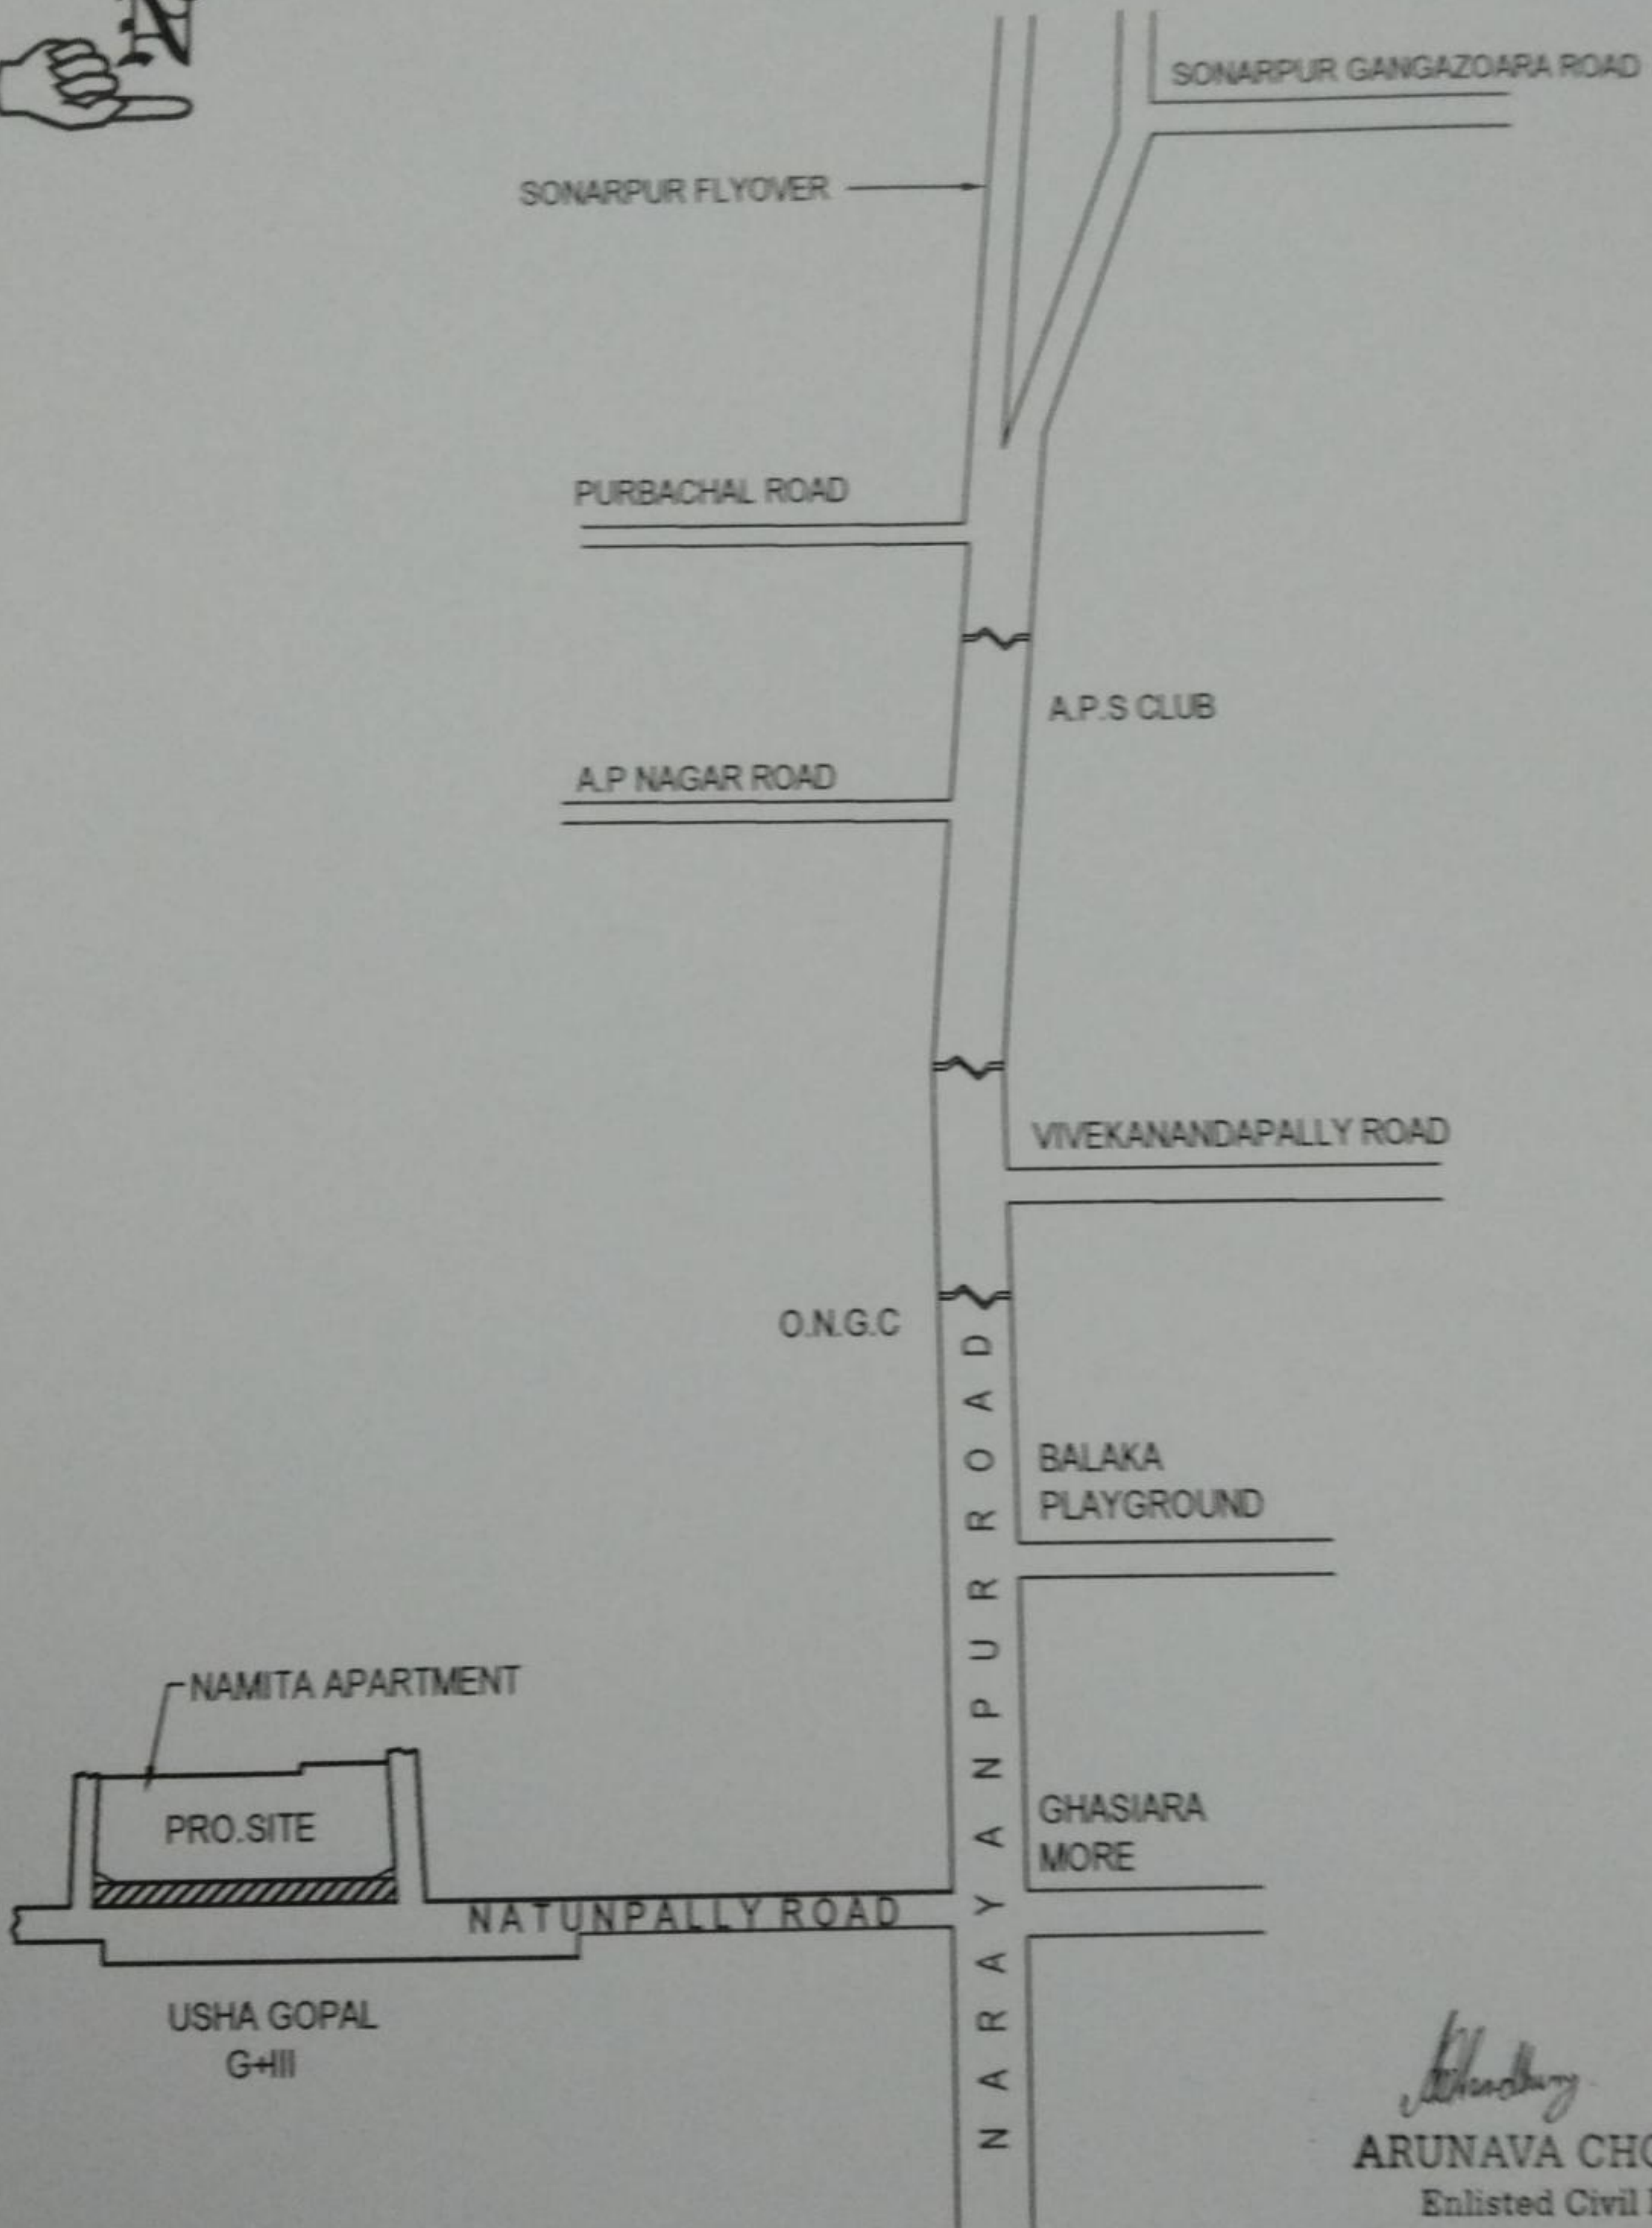 N
SONARPUR GANGAZOARA ROAD
SONARPUR FLYOVER
PURBACHAL ROAD
A.P.S CLUB
A.P NAGAR ROAD
VIVEKANANDAPALLY ROAD
O.N.G.C
BALAKA
PLAYGROUND
NARAYANPUR ROAD
NAMITA APARTMENT
PRO.SITE
GHASIARA
MORE
NATUNPALLY ROAD
USHA GOPAL
G+III
ARUNAVA
Enlisted Civil